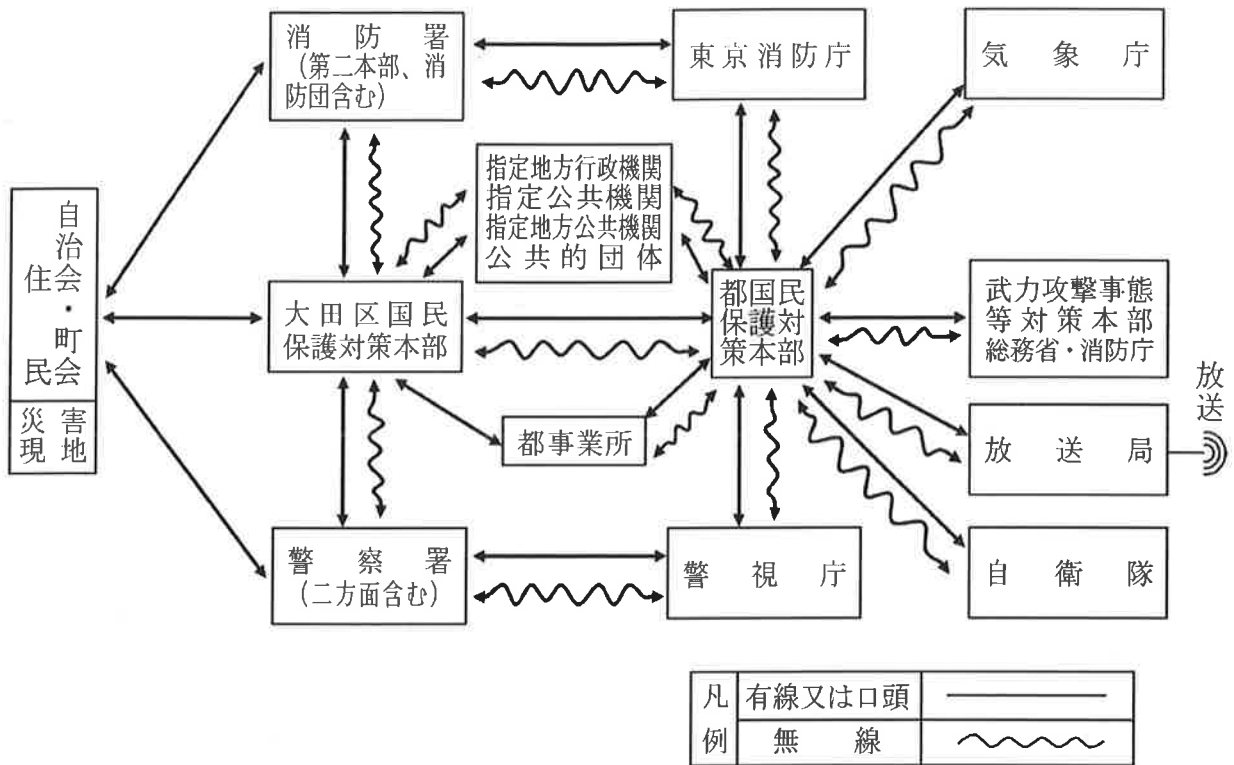 消防署
（第二本部、消
防団含む）
東京消防庁
気象庁
指定地方行政機関
指定公共機関
指定地方公共機関
公共的団体
自治会・町会
住民
災害
現地
大田区国民
保護対策本部
都国民
保護対
策本部
武力攻撃事態
等対策本部
総務省・消防庁
都事業所
放送局
放送
警察署
（二方面含む）
警視庁
自衛隊
凡例
有線又は口頭
無線